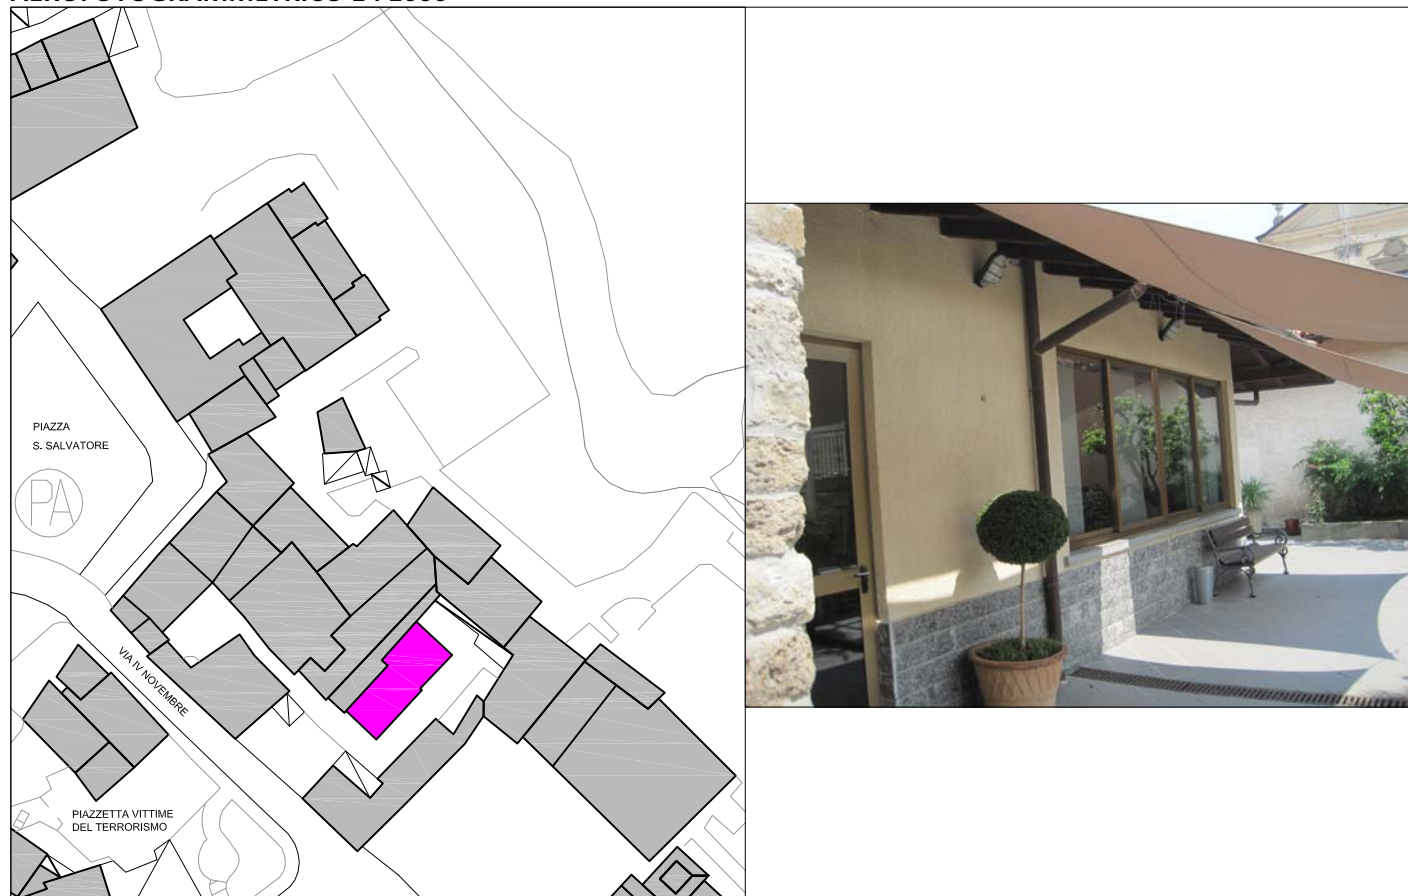 PIAZZA
S. SALVATORE
PA
VIA IV NOVEMBRE
PIAZZETTA VITTIME
DEL TERRORISMO